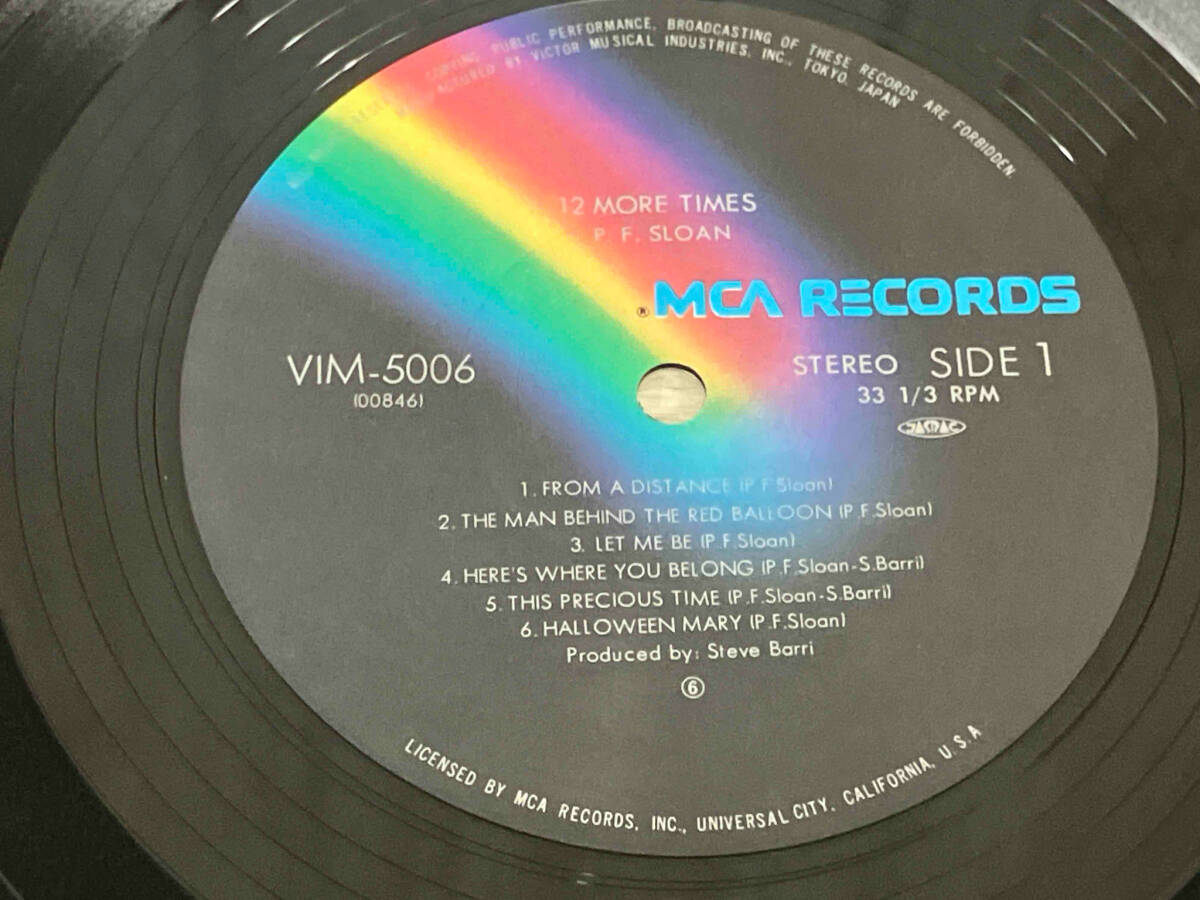 COPYING, PUBLIC PERFORMANCE, BROADCASTING OF THESE RECORDS ARE FORBIDDEN.
BY VICTOR MUSICAL INDUSTRIES, INC., TOKYO, JAPAN
12 MORE TIMES
P. F. SLOAN
® MCA RECORDS
VIM-5006
(00846)
STEREO SIDE 1
33 1/3 RPM
JASRAC
1. FROM A DISTANCE (P.F.Sloan)
2. THE MAN BEHIND THE RED BALLOON (P.F.Sloan)
3. LET ME BE (P.F.Sloan)
4. HERE'S WHERE YOU BELONG (P.F.Sloan-S.Barri)
5. THIS PRECIOUS TIME (P.F.Sloan-S.Barri)
6. HALLOWEEN MARY (P.F.Sloan)
Produced by: Steve Barri
⑥
LICENSED BY MCA RECORDS, INC., UNIVERSAL CITY, CALIFORNIA, U.S.A